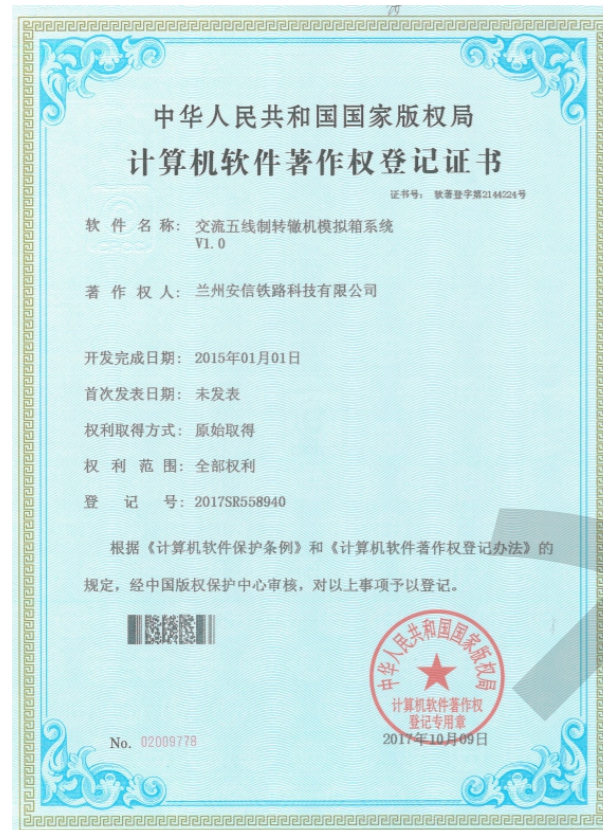 中华人民共和国国家版权局
计算机软件著作权登记证书
证书号： 软著登字第2144224号
软件名称： 交流五线制转辙机模拟箱系统
V1.0
著作权人： 兰州安信铁路科技有限公司
开发完成日期： 2015年01月01日
首次发表日期： 未发表
权利取得方式： 原始取得
权利范围： 全部权利
登记号： 2017SR558940
根据《计算机软件保护条例》和《计算机软件著作权登记办法》的
规定，经中国版权保护中心审核，对以上事项予以登记。
中华人民共和国国家版权局
计算机软件著作权
登记专用章
No. 02009778
2017年10月09日